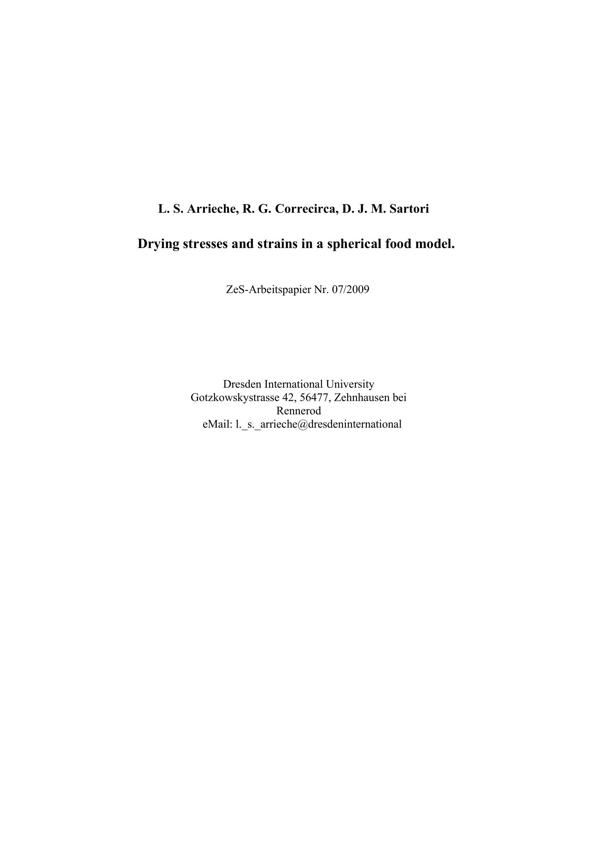 L. S. Arrieche, R. G. Correcirca, D. J. M. Sartori
Drying stresses and strains in a spherical food model.
ZeS-Arbeitspapier Nr. 07/2009
Dresden International University
Gotzkowskystrasse 42, 56477, Zehnhausen bei
Rennerod
eMail: l._s._arrieche@dresdeninternational